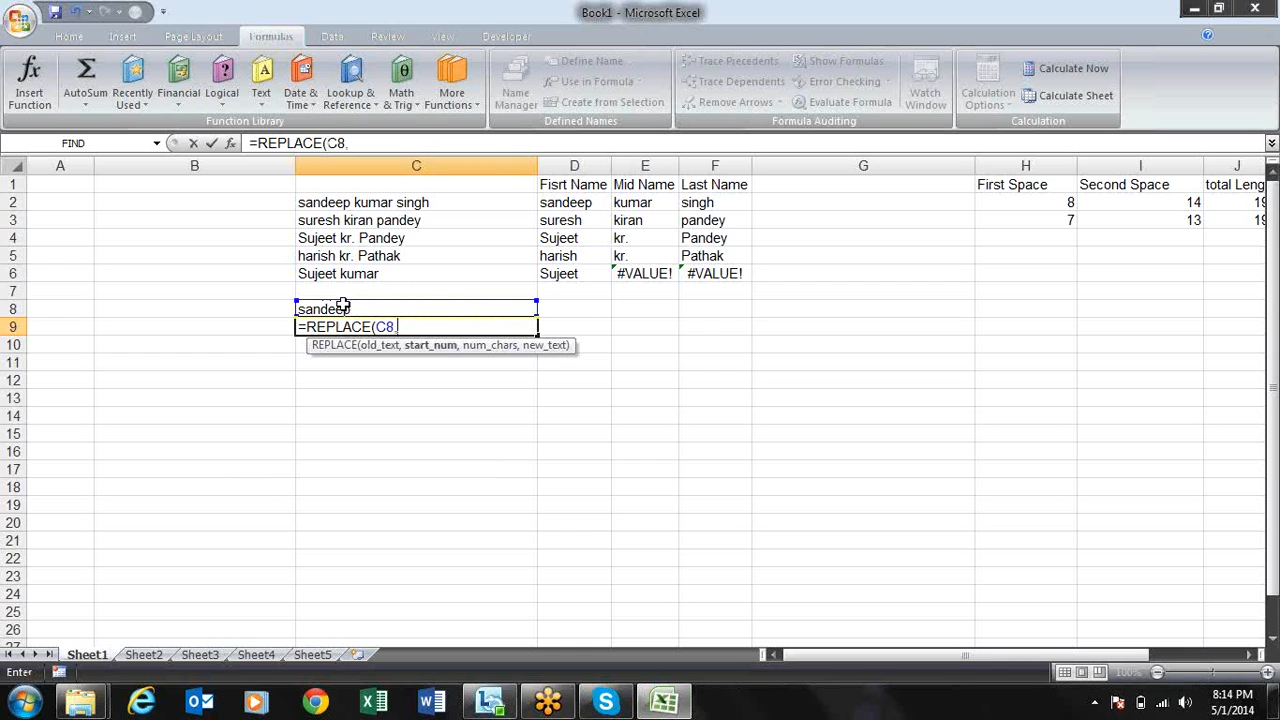 Book1 - Microsoft Excel
Home Insert Page Layout Formulas Data Review View Developer
Insert Function
AutoSum
Recently Used
Financial
Logical
Text
Date & Time
Lookup & Reference
Math & Trig
More Functions
Function Library
Name Manager
Define Name
Use in Formula
Create from Selection
Defined Names
Trace Precedents
Trace Dependents
Remove Arrows
Show Formulas
Error Checking
Evaluate Formula
Formula Auditing
Watch Window
Calculation Options
Calculate Now
Calculate Sheet
Calculation
FIND =REPLACE(C8,
A B C D E F G H I J
1 Fisrt Name Mid Name Last Name First Space Second Space total Leng
2 sandeep kumar singh sandeep kumar singh 8 14 19
3 suresh kiran pandey suresh kiran pandey 7 13 19
4 Sujeet kr. Pandey Sujeet kr. Pandey
5 harish kr. Pathak harish kr. Pathak
6 Sujeet kumar Sujeet #VALUE! #VALUE!
7
8 sandeep
9 =REPLACE(C8,
REPLACE(old_text, start_num, num_chars, new_text)
10
11
12
13
14
15
16
17
18
19
20
21
22
23
24
25
26
27
Sheet1 Sheet2 Sheet3 Sheet4 Sheet5
Enter 100%
8:14 PM
5/1/2014